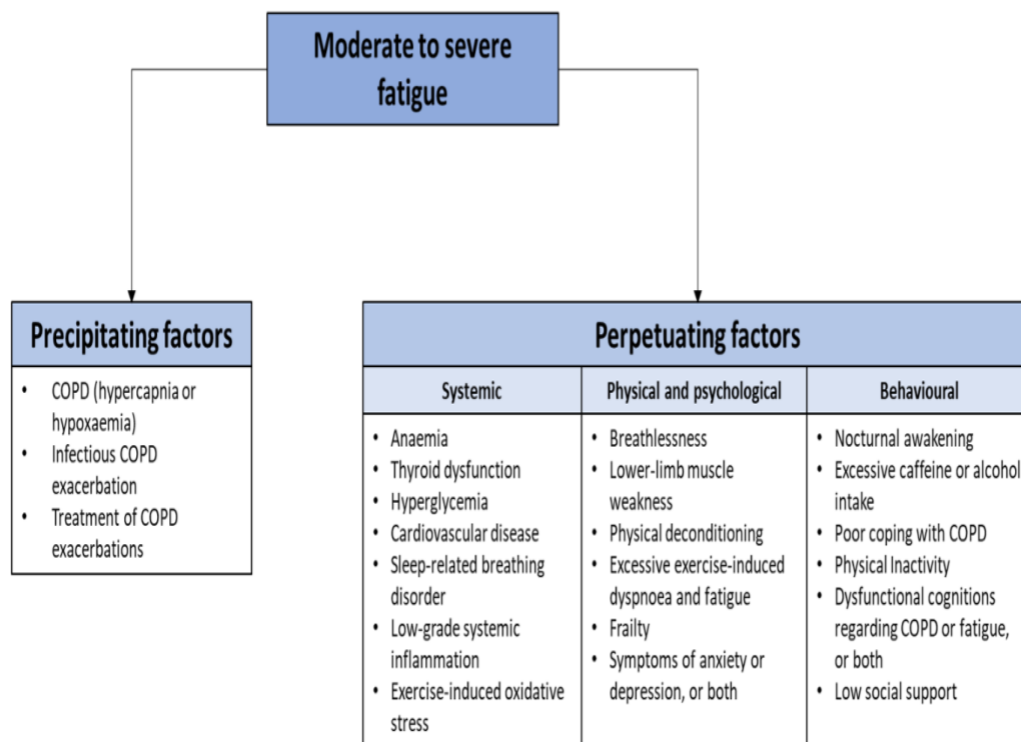 Moderate to severe
fatigue
Precipitating factors
• COPD (hypercapnia or
hypoxaemia)
• Infectious COPD
exacerbation
• Treatment of COPD
exacerbations
Perpetuating factors
Systemic
• Anaemia
• Thyroid dysfunction
• Hyperglycemia
• Cardiovascular disease
• Sleep-related breathing
disorder
• Low-grade systemic
inflammation
• Exercise-induced oxidative
stress
Physical and psychological
• Breathlessness
• Lower-limb muscle
weakness
• Physical deconditioning
• Excessive exercise-induced
dyspnoea and fatigue
• Frailty
• Symptoms of anxiety or
depression, or both
Behavioural
• Nocturnal awakening
• Excessive caffeine or alcohol
intake
• Poor coping with COPD
• Physical Inactivity
• Dysfunctional cognitions
regarding COPD or fatigue,
or both
• Low social support